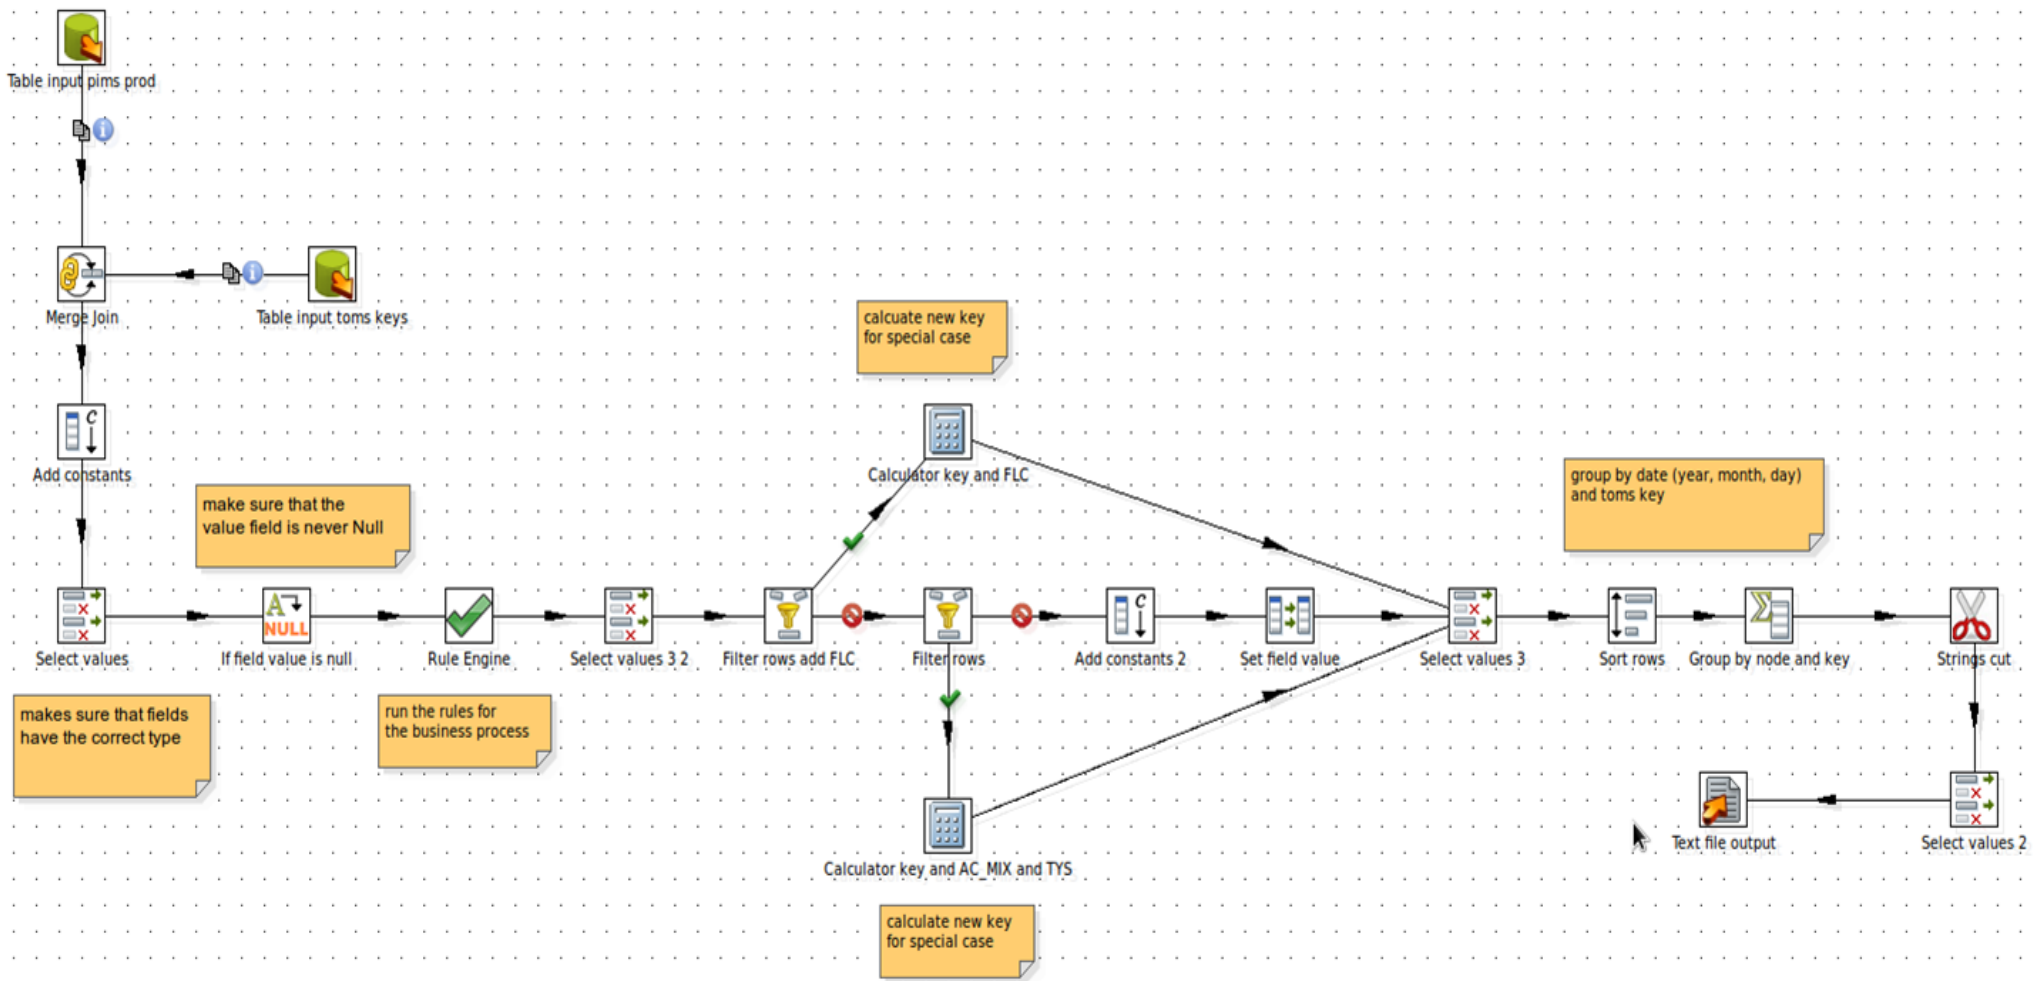 Table input pims prod
Merge Join
Table input toms keys
calcuate new key
for special case
Add constants
Calculator key and FLC
group by date (year, month, day)
and toms key
make sure that the
value field is never Null
C
C
A
NULL
Select values
If field value is null
Rule Engine
Select values 3 2
Filter rows add FLC
Filter rows
Add constants 2
Set field value
Select values 3
Sort rows
Group by node and key
Strings cut
makes sure that fields
have the correct type
run the rules for
the business process
Text file output
Select values 2
Calculator key and AC_MIX and TYS
calculate new key
for special case